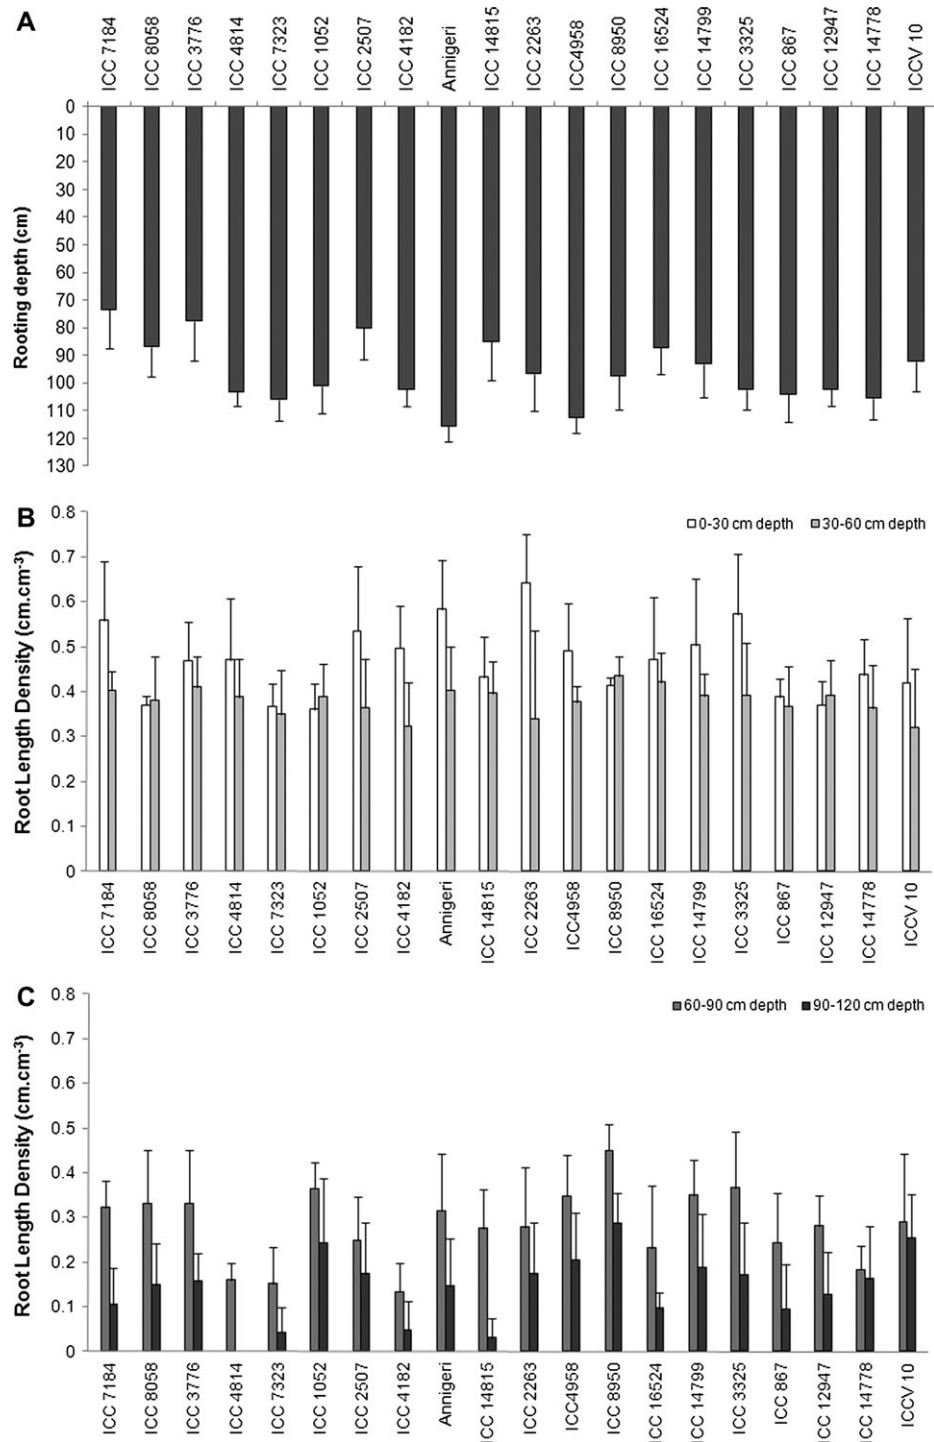 A
ICC 7184 ICC 8058 ICC 3776 ICC 4814 ICC 7323 ICC 1052 ICC 2507 ICC 4182 Annigeri ICC 14815 ICC 2263 ICC4958 ICC 8950 ICC 16524 ICC 14799 ICC 3325 ICC 867 ICC 12947 ICC 14778 ICCV 10
Rooting depth (cm)
0
10
20
30
40
50
60
70
80
90
100
110
120
130
B
Root Length Density (cm.cm-3)
0-30 cm depth 30-60 cm depth
0.8
0.7
0.6
0.5
0.4
0.3
0.2
0.1
0
ICC 7184 ICC 8058 ICC 3776 ICC 4814 ICC 7323 ICC 1052 ICC 2507 ICC 4182 Annigeri ICC 14815 ICC 2263 ICC4958 ICC 8950 ICC 16524 ICC 14799 ICC 3325 ICC 867 ICC 12947 ICC 14778 ICCV 10
C
Root Length Density (cm.cm-3)
60-90 cm depth 90-120 cm depth
0.8
0.7
0.6
0.5
0.4
0.3
0.2
0.1
0
ICC 7184 ICC 8058 ICC 3776 ICC 4814 ICC 7323 ICC 1052 ICC 2507 ICC 4182 Annigeri ICC 14815 ICC 2263 ICC4958 ICC 8950 ICC 16524 ICC 14799 ICC 3325 ICC 867 ICC 12947 ICC 14778 ICCV 10